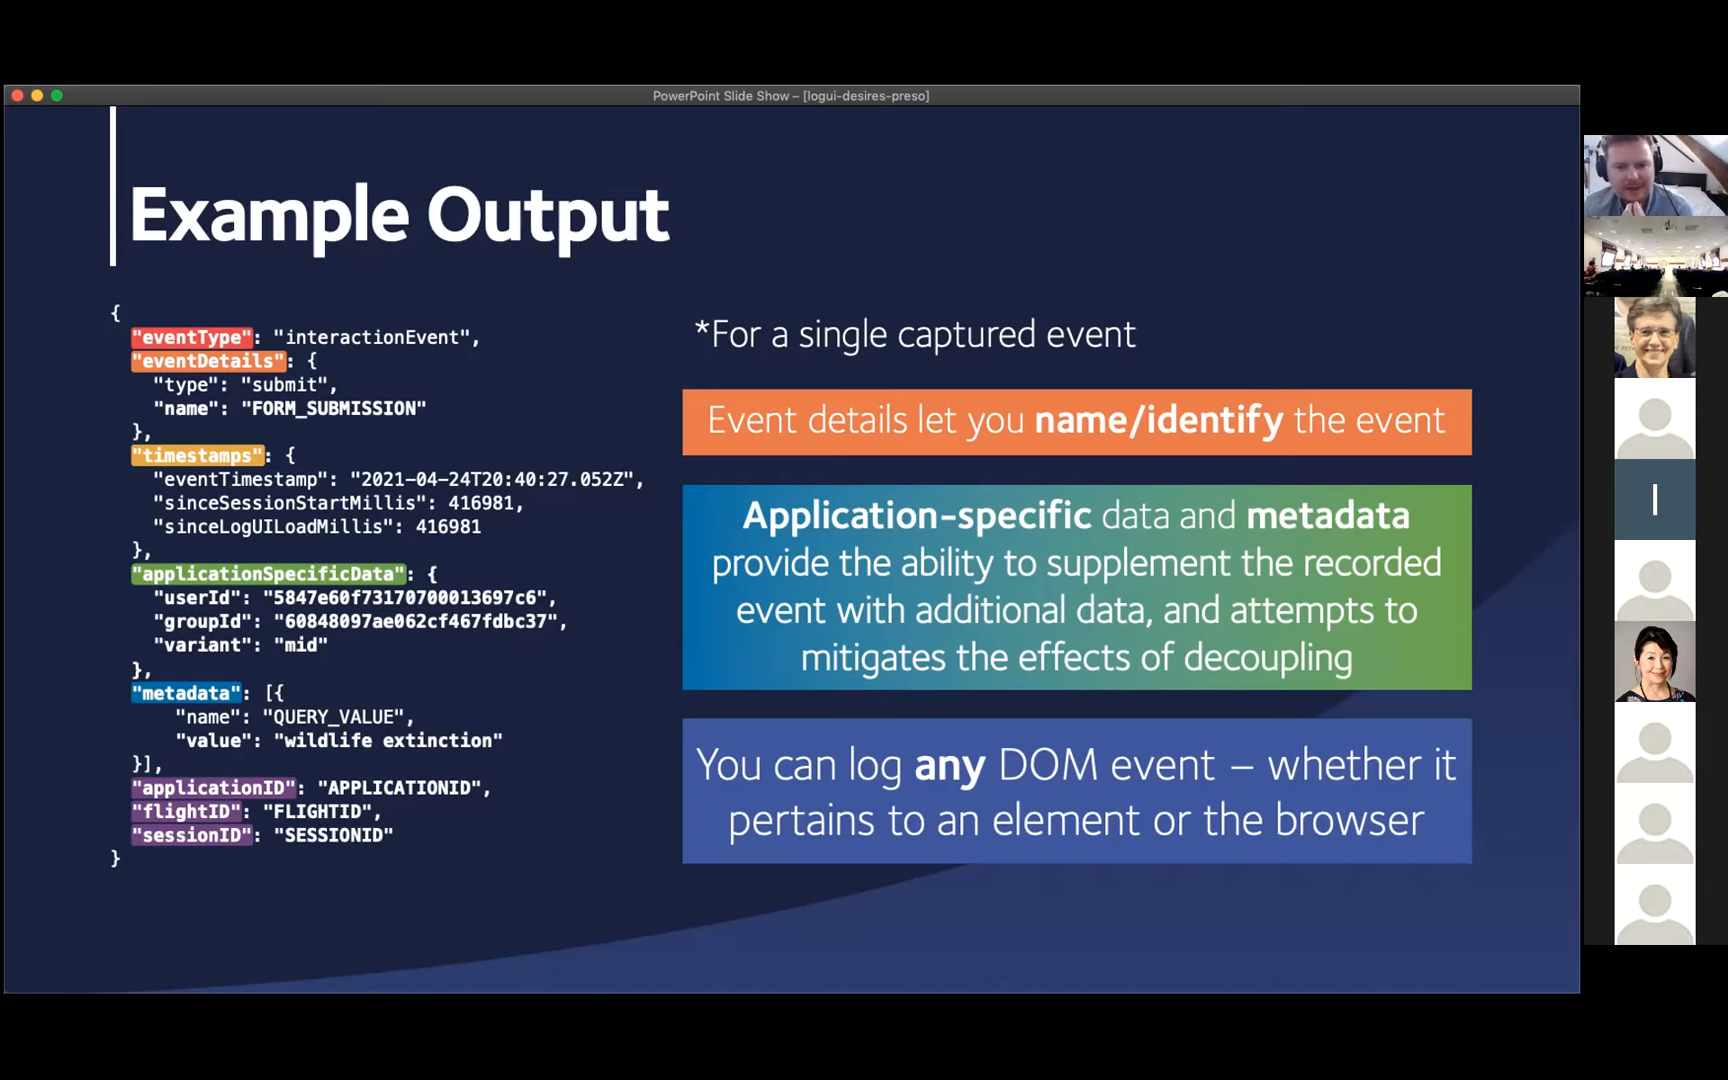 PowerPoint Slide Show – [logui-desires-preso]
Example Output
{
"eventType": "interactionEvent",
"eventDetails": {
"type": "submit",
"name": "FORM_SUBMISSION"
},
"timestamps": {
"eventTimestamp": "2021-04-24T20:40:27.052Z",
"sinceSessionStartMillis": 416981,
"sinceLogUILoadMillis": 416981
},
"applicationSpecificData": {
"userId": "5847e60f73170700013697c6",
"groupId": "60848097ae062cf467fdbc37",
"variant": "mid"
},
"metadata": [{
"name": "QUERY_VALUE",
"value": "wildlife extinction"
}],
"applicationID": "APPLICATIONID",
"flightID": "FLIGHTID",
"sessionID": "SESSIONID"
}
*For a single captured event
Event details let you name/identify the event
Application-specific data and metadata
provide the ability to supplement the recorded
event with additional data, and attempts to
mitigates the effects of decoupling
You can log any DOM event – whether it
pertains to an element or the browser
I